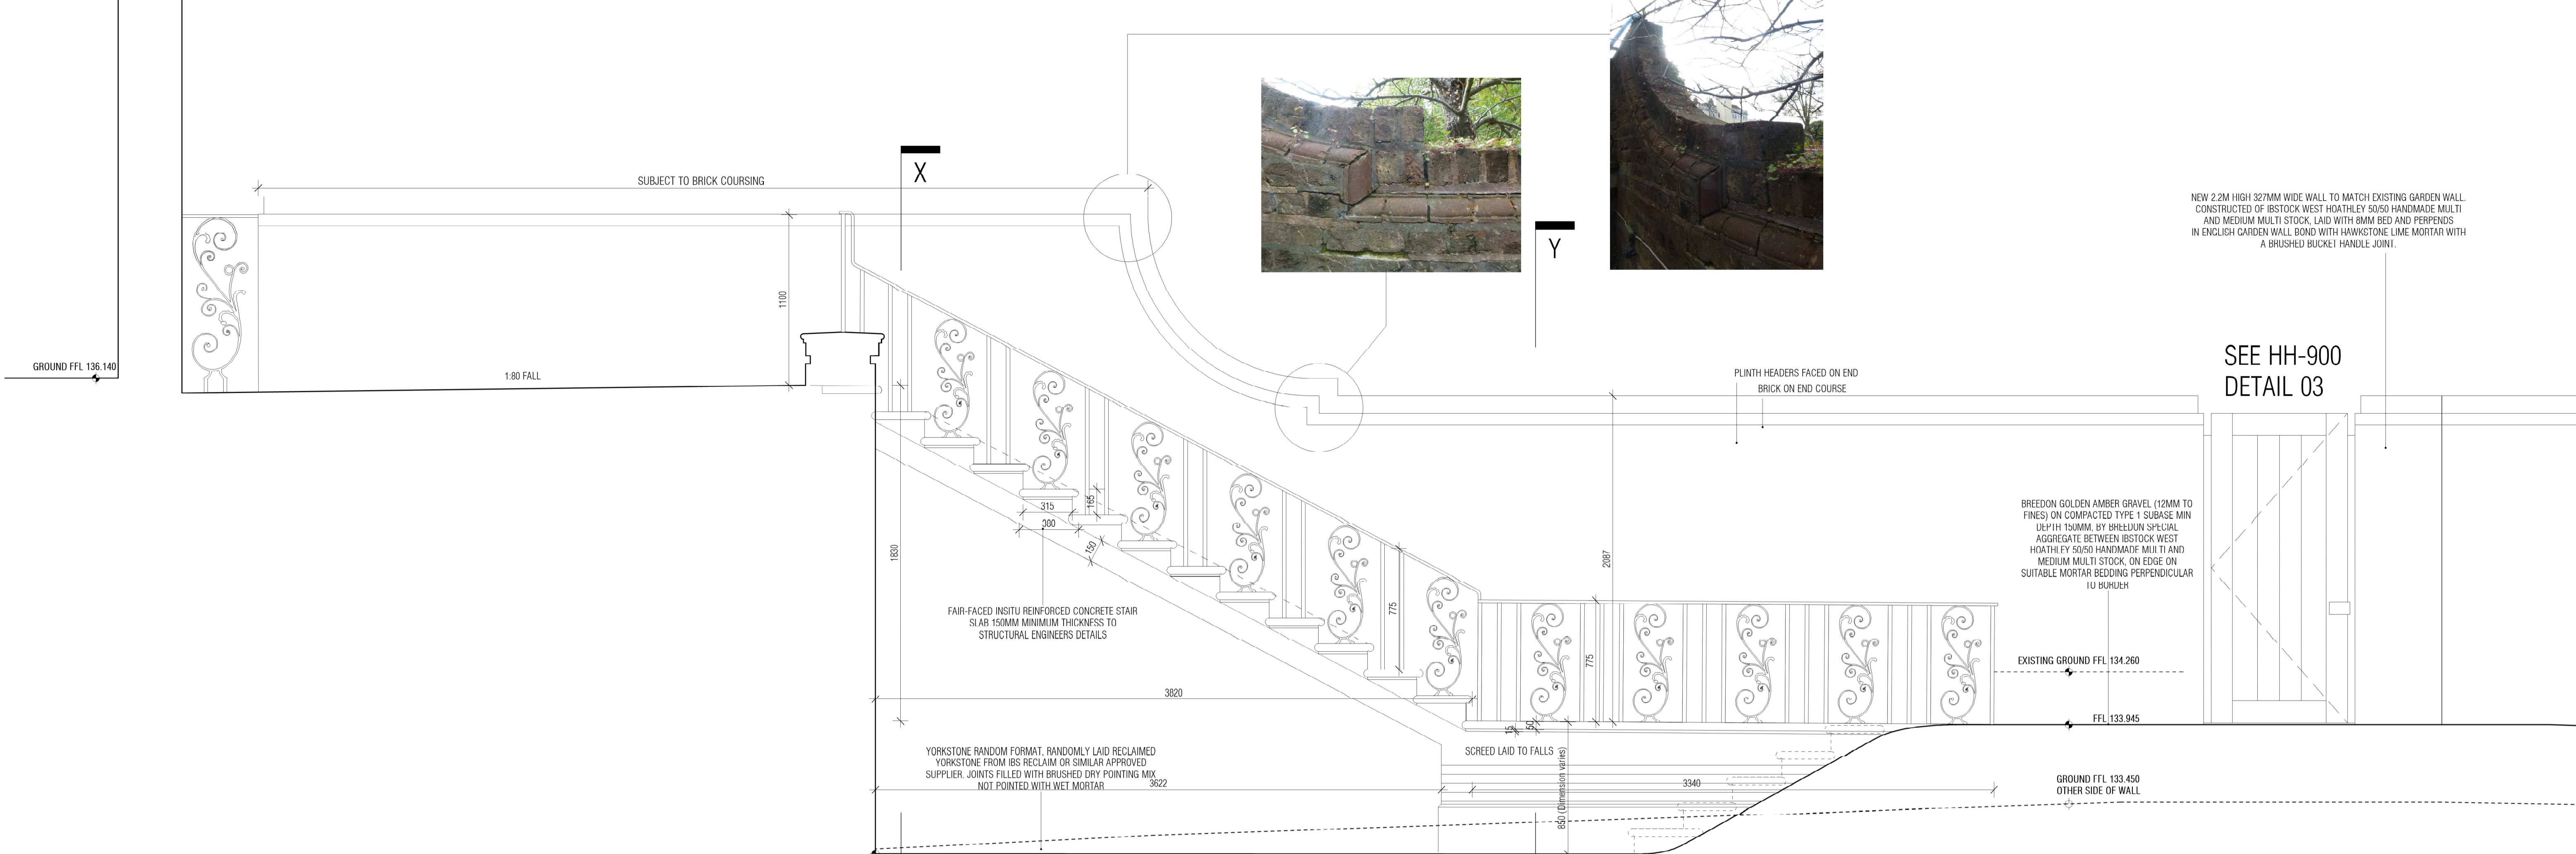 SUBJECT TO BRICK COURSING
X
Y
NEW 2.2M HIGH 327MM WIDE WALL TO MATCH EXISTING GARDEN WALL.
CONSTRUCTED OF IBSTOCK WEST HOATHLEY 50/50 HANDMADE MULTI
AND MEDIUM MULTI STOCK, LAID WITH 8MM BED AND PERPENDS
IN ENGLISH GARDEN WALL BOND WITH HAWKSTONE LIME MORTAR WITH
A BRUSHED BUCKET HANDLE JOINT.
1100
GROUND FFL 136.140
1:80 FALL
SEE HH-900
DETAIL 03
PLINTH HEADERS FACED ON END
BRICK ON END COURSE
315
165
380
150
1830
2087
775
775
BREEDON GOLDEN AMBER GRAVEL (12MM TO
FINES) ON COMPACTED TYPE 1 SUBASE MIN
DEPTH 150MM, BY BREEDON SPECIAL
AGGREGATE BETWEEN IBSTOCK WEST
HOATHLEY 50/50 HANDMADE MULTI AND
MEDIUM MULTI STOCK, ON EDGE ON
SUITABLE MORTAR BEDDING PERPENDICULAR
TO BORDER
FAIR-FACED INSITU REINFORCED CONCRETE STAIR
SLAB 150MM MINIMUM THICKNESS TO
STRUCTURAL ENGINEERS DETAILS
EXISTING GROUND FFL 134.260
3820
FFL 133.945
15
50
SCREED LAID TO FALLS
YORKSTONE RANDOM FORMAT, RANDOMLY LAID RECLAIMED
YORKSTONE FROM IBS RECLAIM OR SIMILAR APPROVED
SUPPLIER. JOINTS FILLED WITH BRUSHED DRY POINTING MIX
NOT POINTED WITH WET MORTAR
3622
3340
850 (Dimension varies)
GROUND FFL 133.450
OTHER SIDE OF WALL